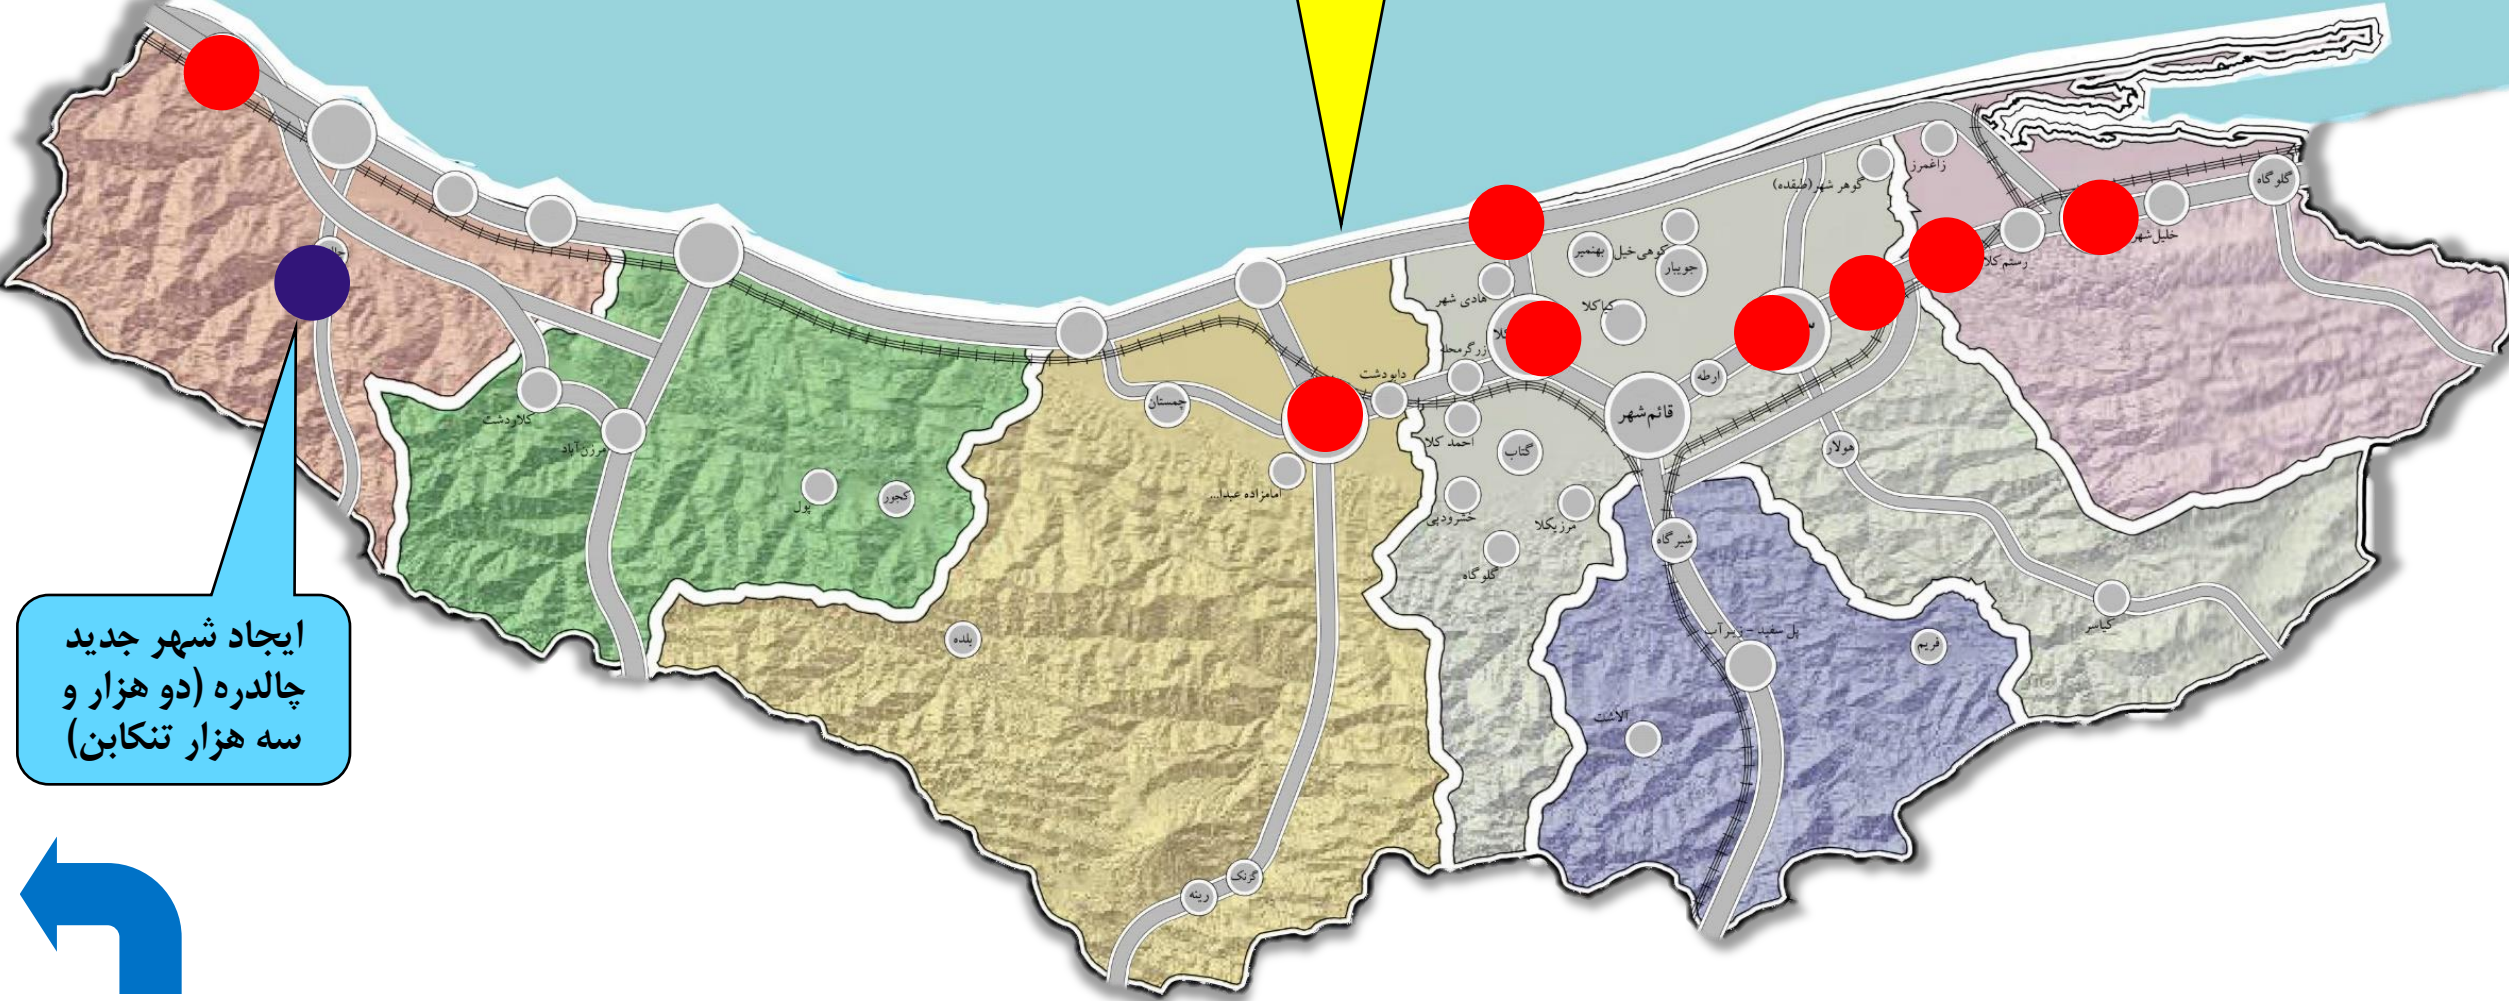 زاغمرز
گوهر شهر(طبقده)
گلوگاه
خلیل شهر
رستم کلا
کوهی خیل
بهنمیر
جویبار
هادی شهر
کیاکلا
کلا
زرگرمحله
دابودشت
ارطه
قائم‌شهر
چمستان
احمد کلا
گتاب
هولار
امامزاده عبدا...
خشرودپی
مرزیکلا
گلوگاه
شیرگاه
کلاردشت
مرزن‌آباد
پول
کجور
بلده
پل سفید - زیرآب
فریم
کیاسر
آلاشت
گزنک
رینه
ایجاد شهر جدید
چالدره (دو هزار و
سه هزار تنکابن)